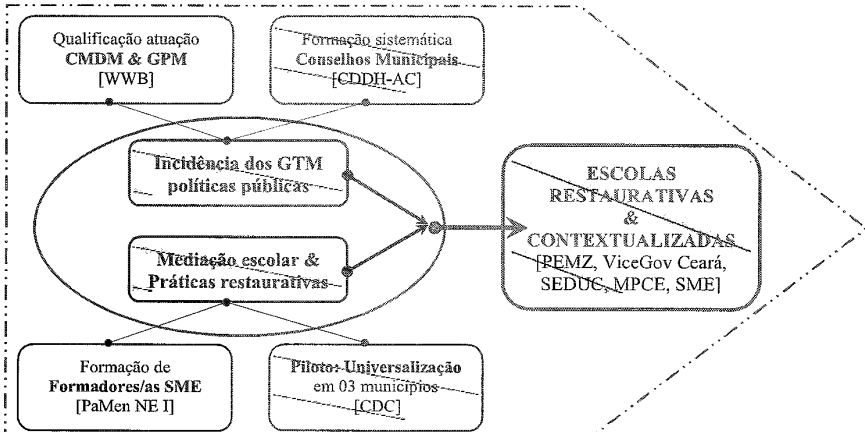 Qualificação atuação
CMDM & GPM
[WWB]
Formação sistemática
Conselhos Municipais
[CDDH-AC]
Incidência dos GTM
políticas públicas
Mediação escolar &
Práticas restaurativas
Formação de
Formadores/as SME
[PaMen NE I]
Piloto: Universalização
em 03 municípios
[CDC]
ESCOLAS
RESTAURATIVAS
&
CONTEXTUALIZADAS
[PEMZ, ViceGov Ceará,
SEDUC, MPCE, SME]